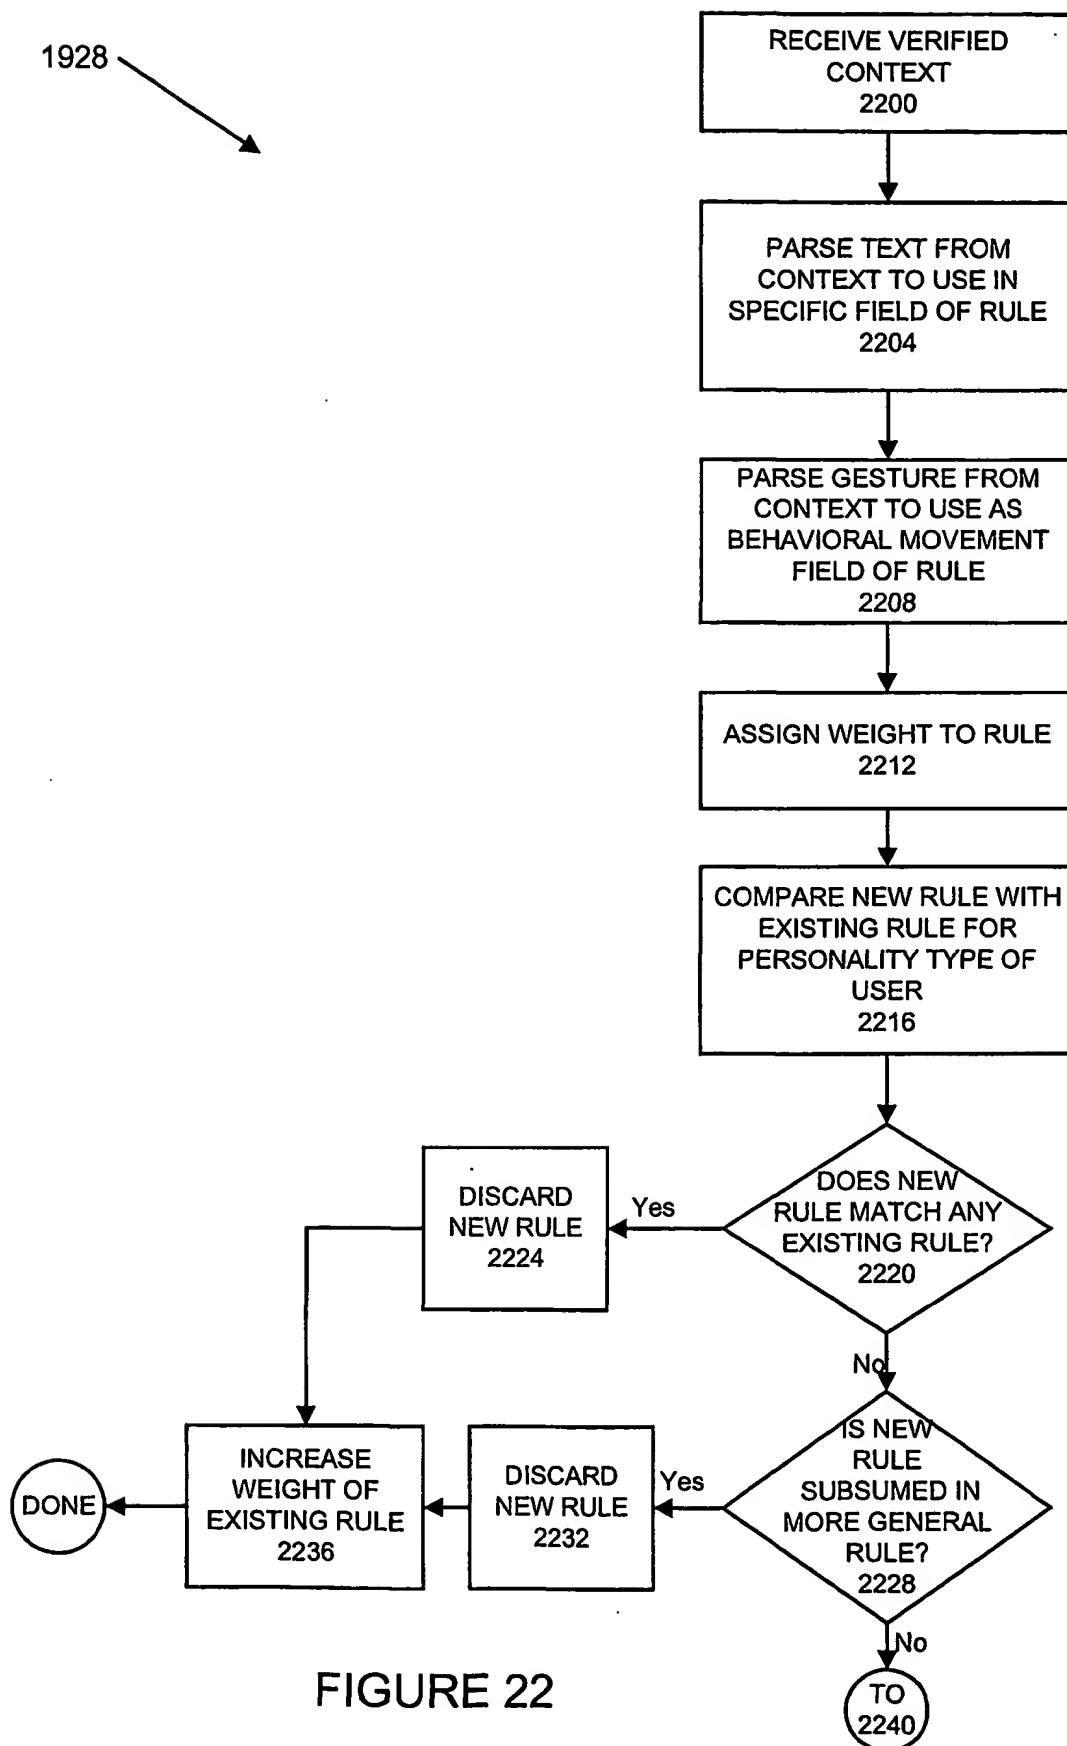 1928
RECEIVE VERIFIED
CONTEXT
2200
PARSE TEXT FROM
CONTEXT TO USE IN
SPECIFIC FIELD OF RULE
2204
PARSE GESTURE FROM
CONTEXT TO USE AS
BEHAVIORAL MOVEMENT
FIELD OF RULE
2208
ASSIGN WEIGHT TO RULE
2212
COMPARE NEW RULE WITH
EXISTING RULE FOR
PERSONALITY TYPE OF
USER
2216
DOES NEW
RULE MATCH ANY
EXISTING RULE?
2220
Yes
DISCARD
NEW RULE
2224
No
IS NEW
RULE
SUBSUMED IN
MORE GENERAL
RULE?
2228
Yes
DISCARD
NEW RULE
2232
INCREASE
WEIGHT OF
EXISTING RULE
2236
DONE
No
TO
2240
FIGURE 22